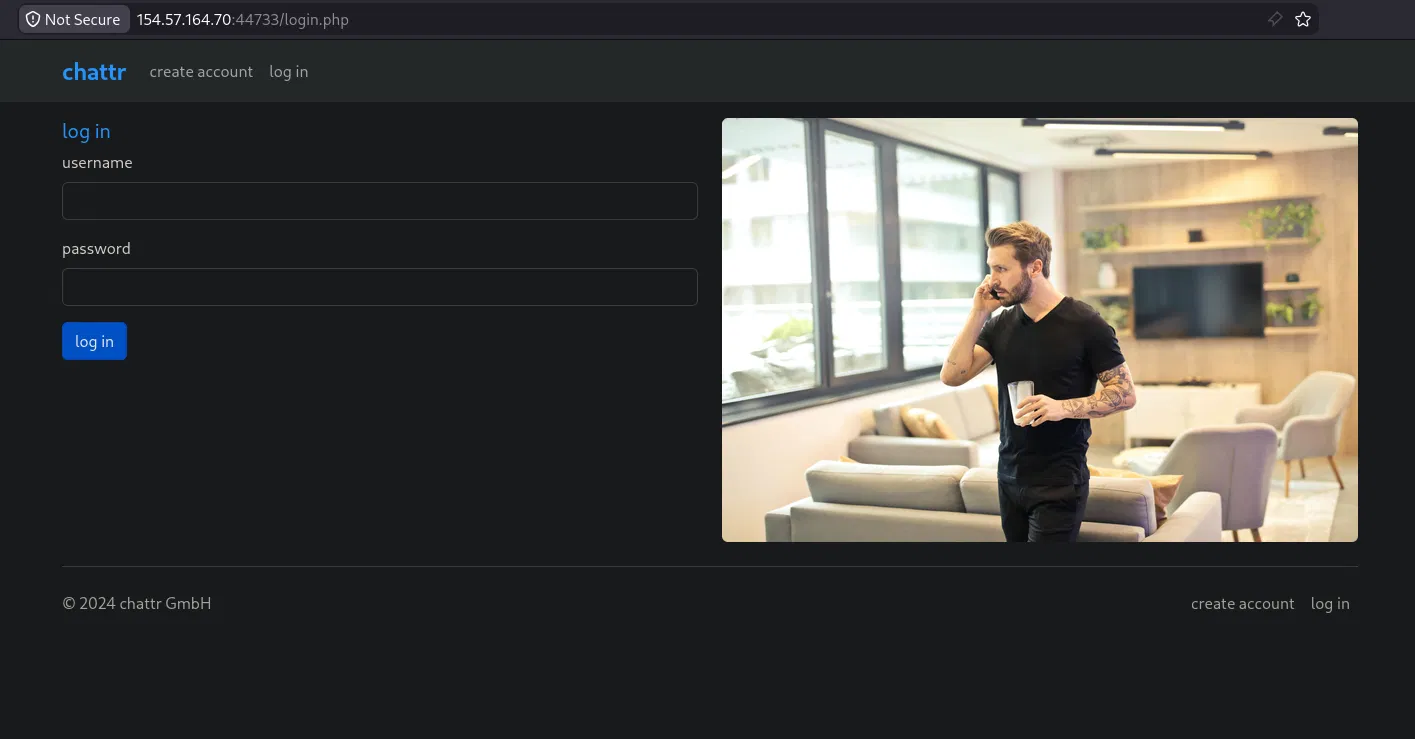 Not Secure 154.57.164.70:44733/login.php
chattr create account log in
log in
username
password
log in
© 2024 chattr GmbH create account log in